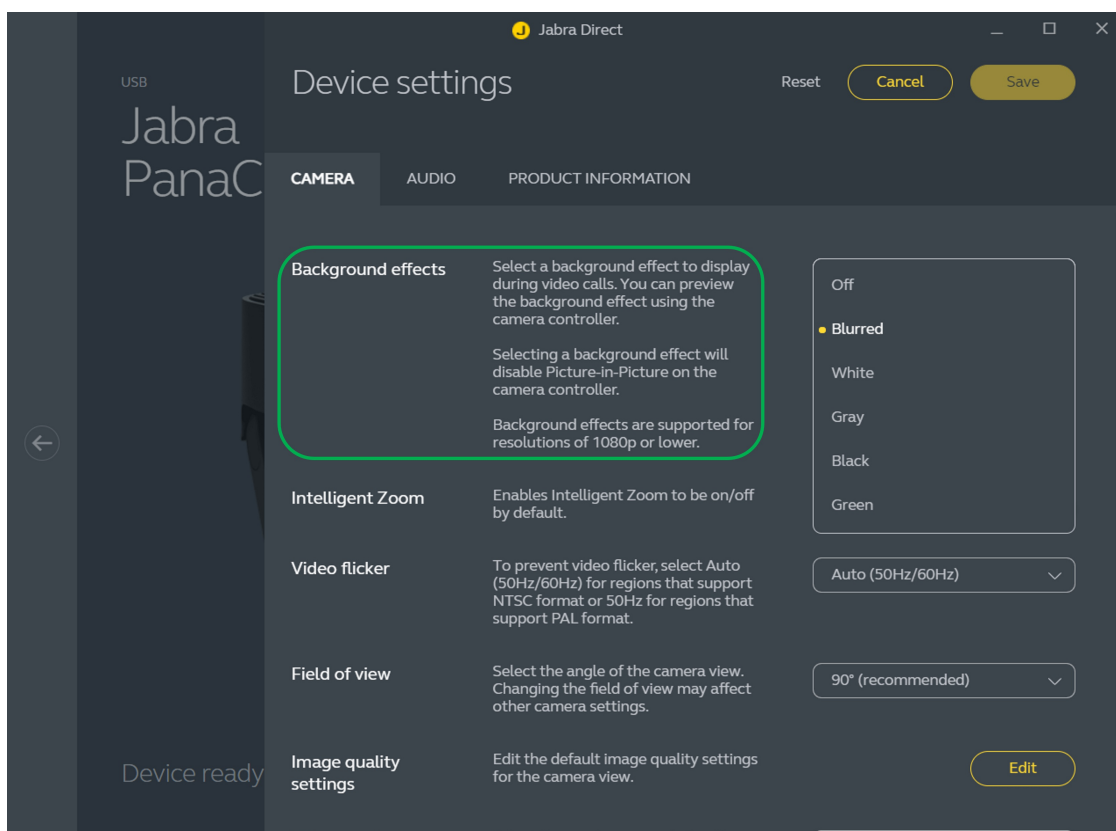 Jabra Direct
USB
Jabra
PanaC
Device settings
Reset
Cancel
Save
CAMERA
AUDIO
PRODUCT INFORMATION
Background effects
Select a background effect to display
during video calls. You can preview
the background effect using the
camera controller.
Selecting a background effect will
disable Picture-in-Picture on the
camera controller.
Background effects are supported for
resolutions of 1080p or lower.
Off
Blurred
White
Gray
Black
Green
Intelligent Zoom
Enables Intelligent Zoom to be on/off
by default.
Video flicker
To prevent video flicker, select Auto
(50Hz/60Hz) for regions that support
NTSC format or 50Hz for regions that
support PAL format.
Auto (50Hz/60Hz)
Field of view
Select the angle of the camera view.
Changing the field of view may affect
other camera settings.
90° (recommended)
Image quality
settings
Edit the default image quality settings
for the camera view.
Edit
Device ready